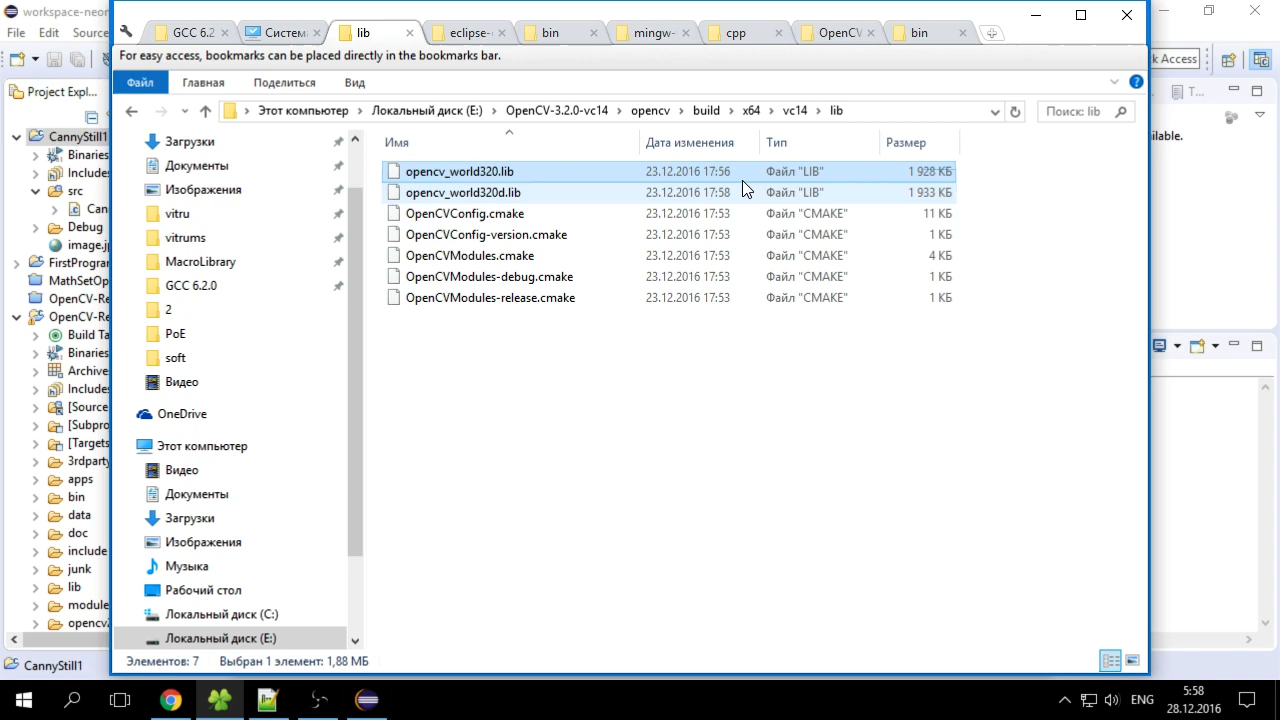 workspace-neon
File Edit Source
GCC 6.2 Систем lib eclipse- bin mingw- cpp OpenCV bin
For easy access, bookmarks can be placed directly in the bookmarks bar.
Файл Главная Поделиться Вид
Этот компьютер Локальный диск (E:) OpenCV-3.2.0-vc14 opencv build x64 vc14 lib
Поиск: lib
k Access
Project Expl...
T...
ilable.
CannyStill1
Binaries
Includes
src
Can
Debug
image.jp
FirstProgram
MathSetOp
OpenCV-Re
OpenCV-Re
Build Ta
Binaries
Archive
Includes
[Source
[Subpro
[Targets
3rdparty
apps
bin
data
doc
include
junk
lib
module
opencv
CannyStill1
Загрузки
Документы
Изображения
vitru
vitrums
MacroLibrary
GCC 6.2.0
2
PoE
soft
Видео
OneDrive
Этот компьютер
Видео
Документы
Загрузки
Изображения
Музыка
Рабочий стол
Локальный диск (C:)
Локальный диск (E:)
Имя Дата изменения Тип Размер
opencv_world320.lib 23.12.2016 17:56 Файл "LIB" 1 928 КБ
opencv_world320d.lib 23.12.2016 17:58 Файл "LIB" 1 933 КБ
OpenCVConfig.cmake 23.12.2016 17:53 Файл "CMAKE" 11 КБ
OpenCVConfig-version.cmake 23.12.2016 17:53 Файл "CMAKE" 1 КБ
OpenCVModules.cmake 23.12.2016 17:53 Файл "CMAKE" 4 КБ
OpenCVModules-debug.cmake 23.12.2016 17:53 Файл "CMAKE" 1 КБ
OpenCVModules-release.cmake 23.12.2016 17:53 Файл "CMAKE" 1 КБ
Элементов: 7 Выбран 1 элемент: 1,88 МБ
ENG
5:58
28.12.2016